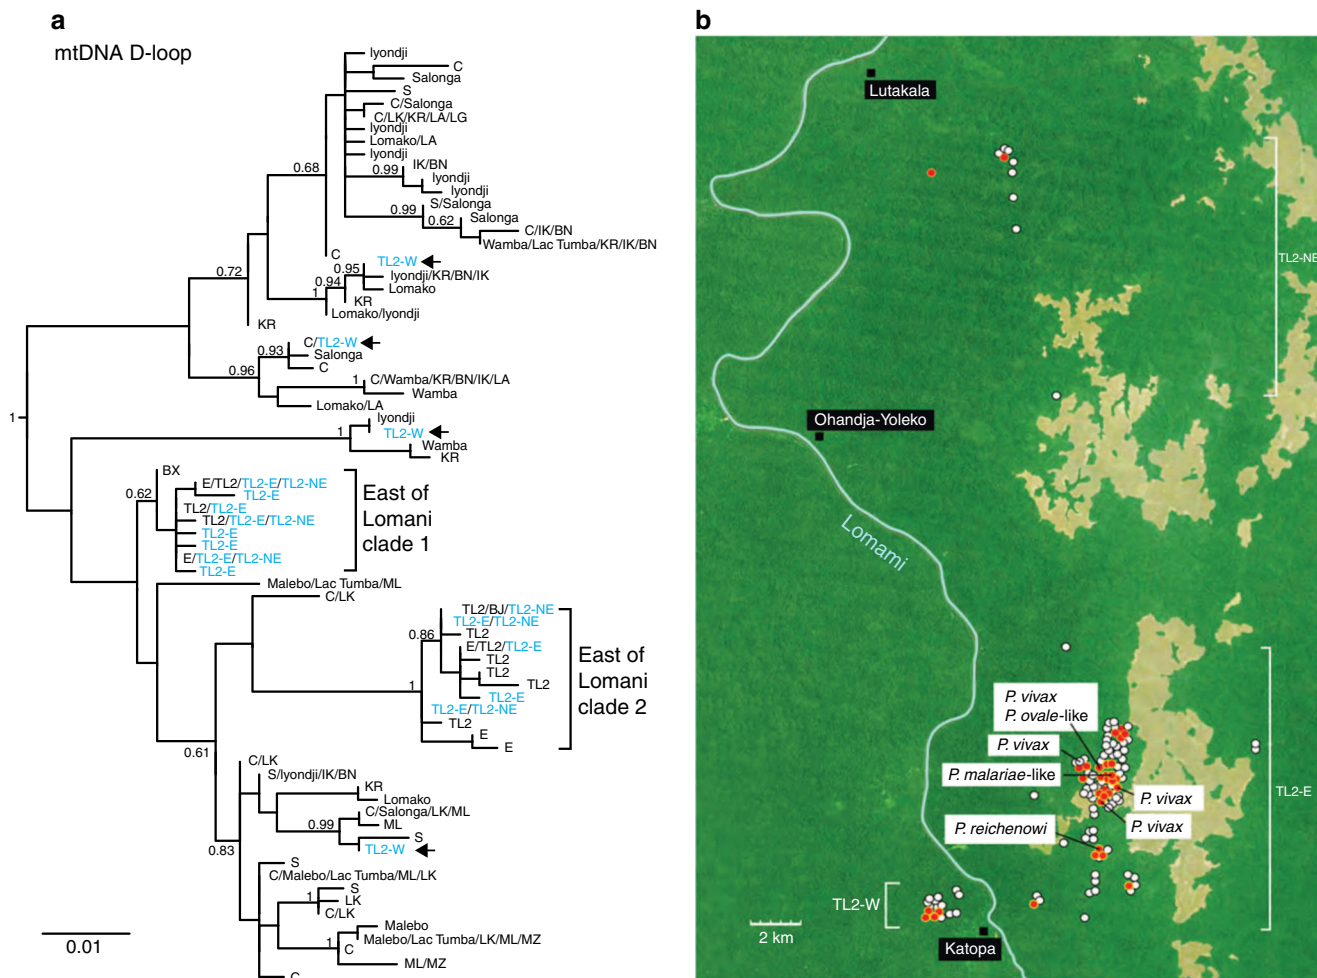 a
mtDNA D-loop
Iyondji
C
Salonga
S
C/Salonga
C/LK/KR/LA/LG
Iyondji
Lomako/LA
Iyondji
IK/BN
0.99
Iyondji
Iyondji
0.68
S/Salonga
0.99
0.62
Salonga
C/IK/BN
Wamba/Lac Tumba/KR/IK/BN
C
TL2-W
0.95
Iyondji/KR/BN/IK
0.94
Lomako
1
KR
Lomako/Iyondji
0.72
KR
C/TL2-W
0.93
Salonga
C
0.96
1
C/Wamba/KR/BN/IK/LA
Wamba
Lomako/LA
1
Iyondji
1
TL2-W
Wamba
KR
BX
0.62
E/TL2/TL2-E/TL2-NE
TL2-E
TL2/TL2-E
TL2/TL2-E/TL2-NE
TL2-E
TL2-E
E/TL2-E/TL2-NE
TL2-E
East of
Lomani
clade 1
Malebo/Lac Tumba/ML
C/LK
TL2/BJ/TL2-NE
TL2-E/TL2-NE
0.86
TL2
E/TL2/TL2-E
TL2
TL2
TL2
1
TL2-E
TL2-E/TL2-NE
TL2
E
E
East of
Lomani
clade 2
0.61
C/LK
S/Iyondji/IK/BN
KR
Lomako
C/Salonga/LK/ML
0.99
ML
S
TL2-W
0.83
S
C/Malebo/Lac Tumba/ML/LK
S
1
LK
C/LK
Malebo
1
Malebo/Lac Tumba/LK/ML/MZ
C
ML/MZ
C
0.01
b
Lutakala
TL2-NE
Ohandja-Yoleko
Lomami
P. vivax
P. ovale-like
P. vivax
P. malariae-like
P. vivax
P. vivax
P. reichenowi
TL2-E
TL2-W
2 km
Katopa